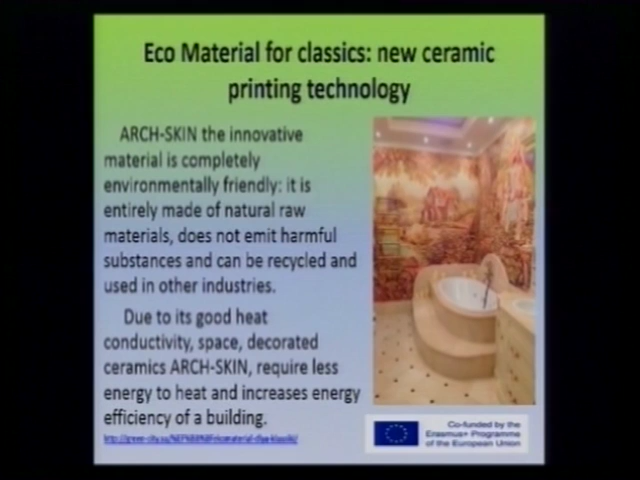 Eco Material for classics: new ceramic
printing technology
ARCH-SKIN the innovative
material is completely
environmentally friendly: it is
entirely made of natural raw
materials, does not emit harmful
substances and can be recycled and
used in other industries.
Due to its good heat
conductivity, space, decorated
ceramics ARCH-SKIN, require less
energy to heat and increases energy
efficiency of a building.
Co-funded by the
Erasmus+ Programme
of the European Union